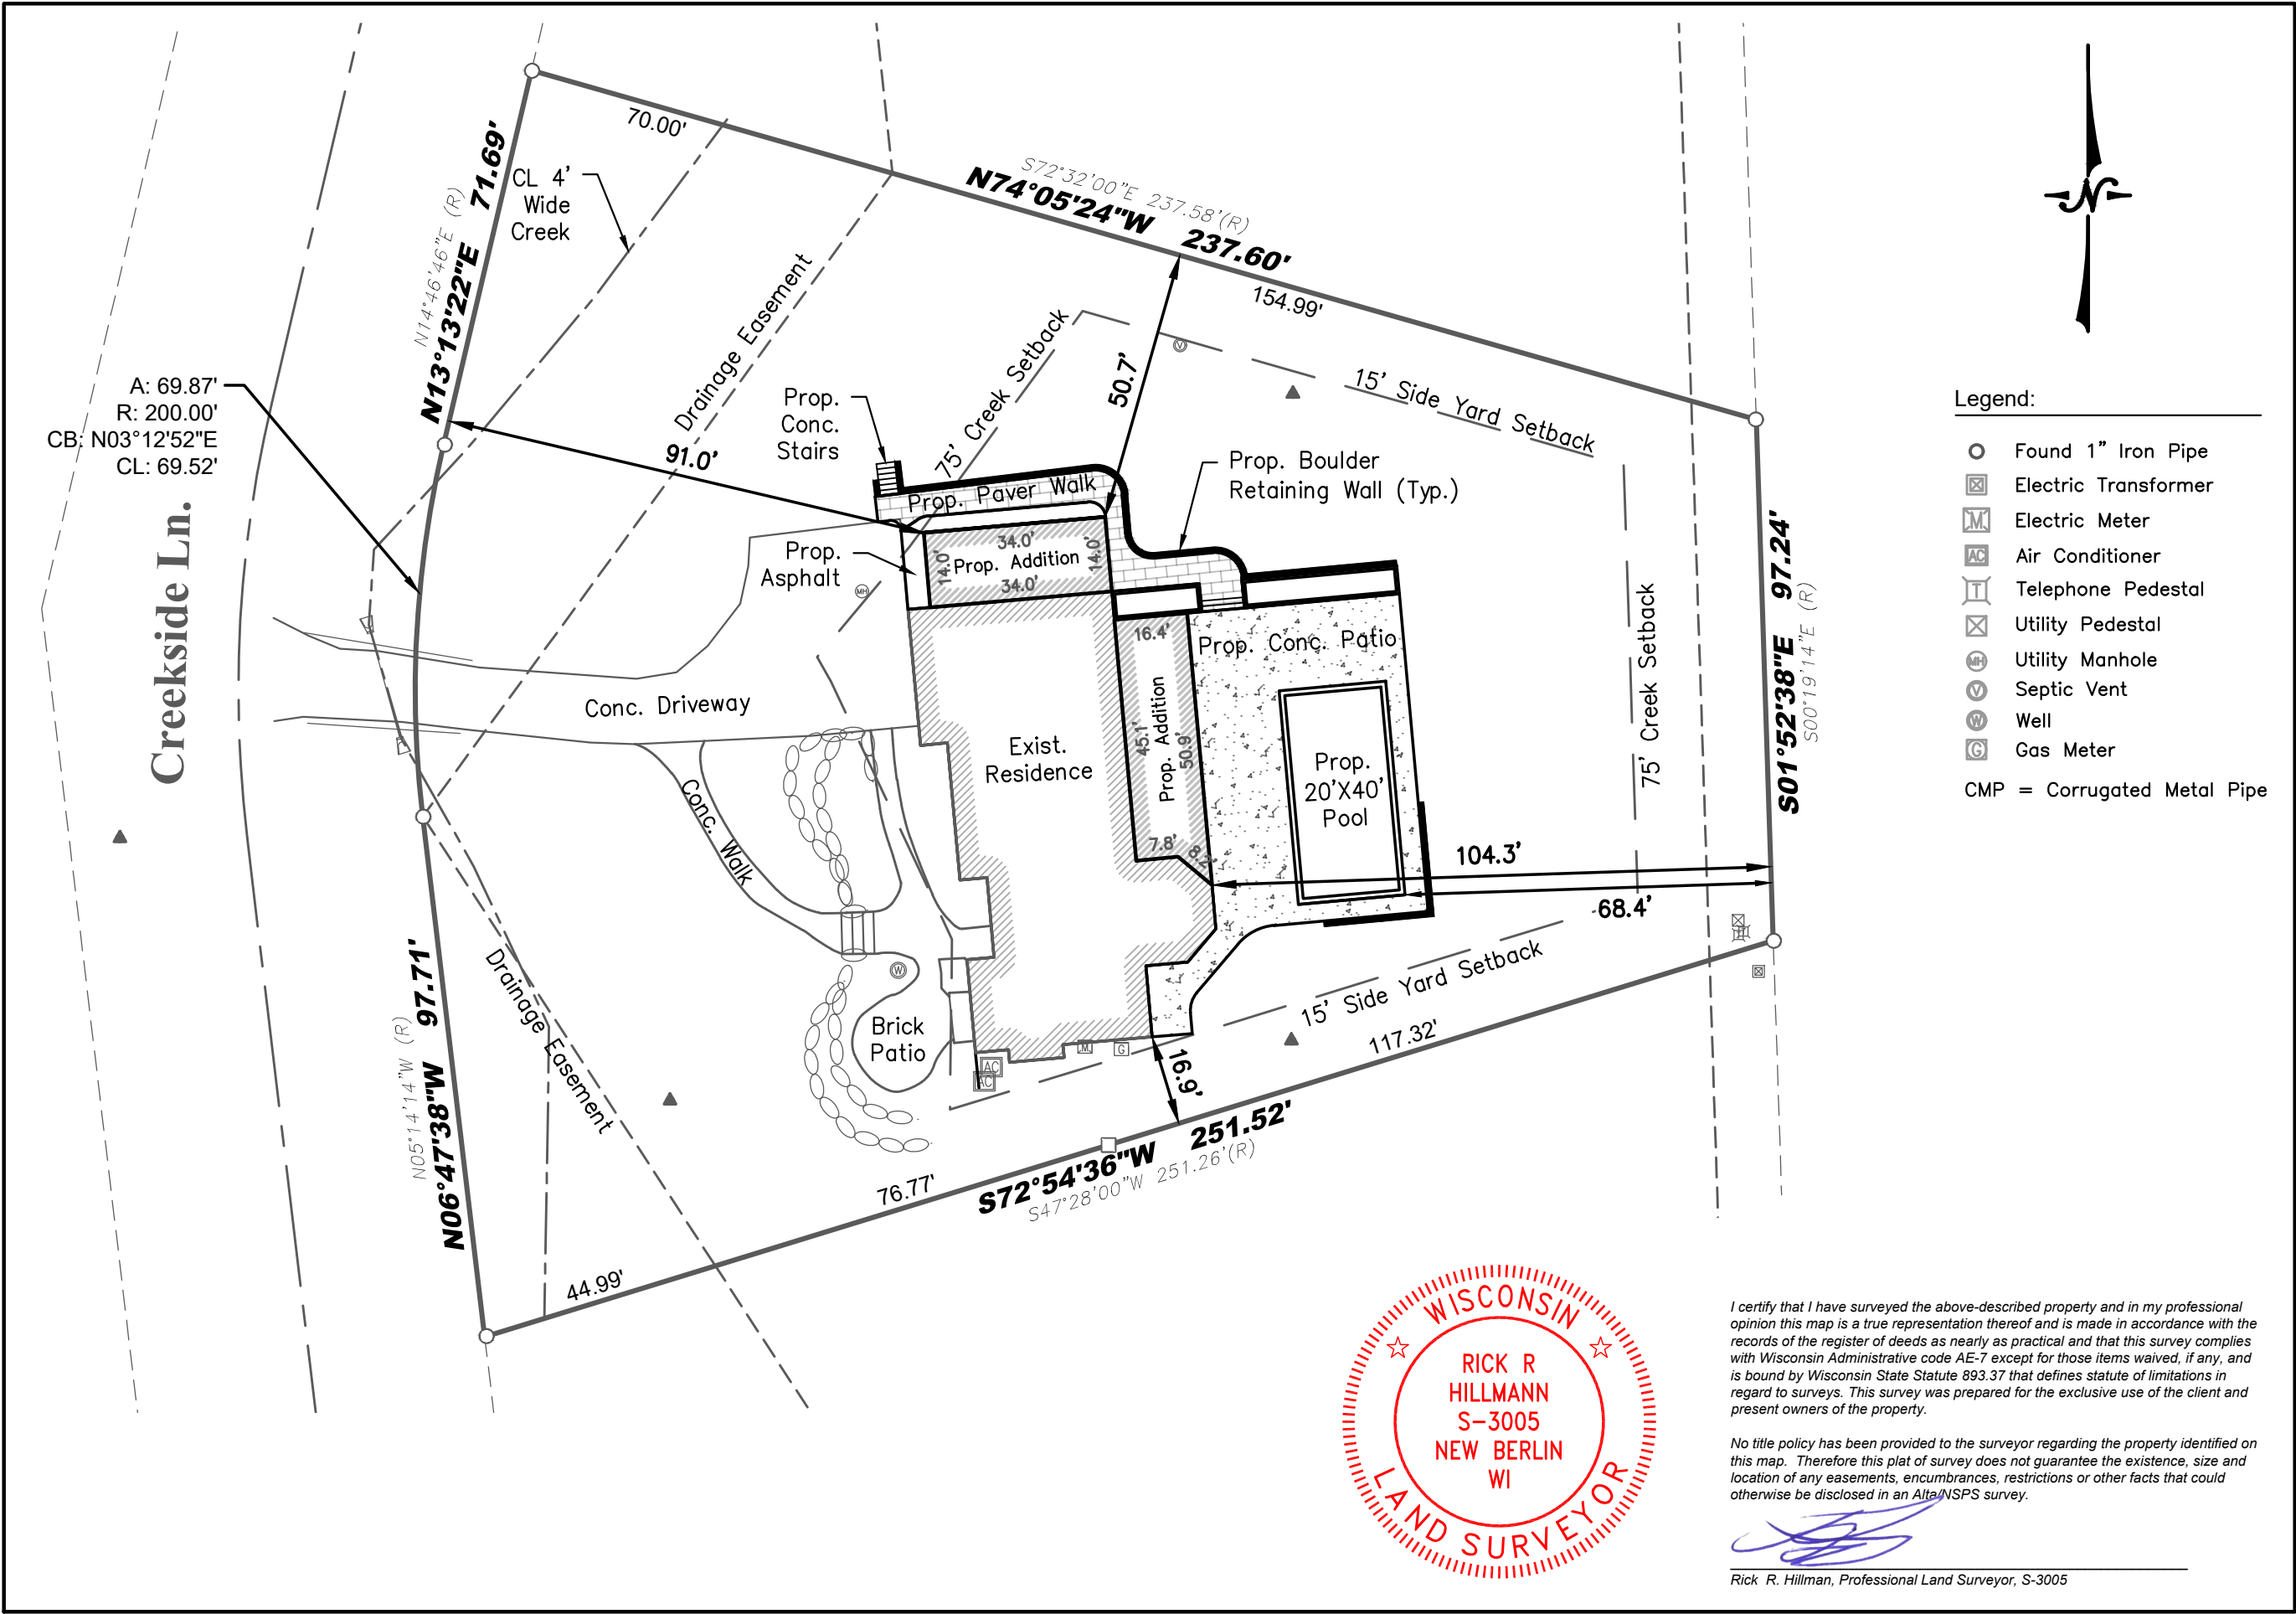 70.00'
S72°32'00"E 237.58'(R)
N74°05'24"W 237.60'
154.99'
N14°46'46"E (R)
N13°13'22"E 71.69'
CL 4'
Wide
Creek
A: 69.87'
R: 200.00'
CB: N03°12'52"E
CL: 69.52'
Creekside Ln.
Drainage Easement
75' Creek Setback
50.7'
91.0'
15' Side Yard Setback
Prop.
Conc.
Stairs
Prop. Paver Walk
Prop. Boulder
Retaining Wall (Typ.)
Prop.
Asphalt
34.0'
14.0'
Prop. Addition
14.0'
34.0'
MH
V
16.4'
Prop. Conc. Patio
45.1'
Prop. Addition
50.9'
7.8'
8.2'
Conc. Driveway
Exist.
Residence
Prop.
20'X40'
Pool
75' Creek Setback
S01°52'38"E 97.24'
S00°19'14"E (R)
104.3'
68.4'
Conc. Walk
W
Brick
Patio
AC
AC
M
G
16.9'
15' Side Yard Setback
117.32'
Drainage Easement
N05°14'14"W (R)
N06°47'38"W 97.71'
S72°54'36"W 251.52'
S47°28'00"W 251.26'(R)
76.77'
44.99'
N
Legend:
Found 1" Iron Pipe
Electric Transformer
M Electric Meter
AC Air Conditioner
T Telephone Pedestal
Utility Pedestal
MH Utility Manhole
V Septic Vent
W Well
G Gas Meter
CMP = Corrugated Metal Pipe
WISCONSIN
RICK R
HILLMANN
S-3005
NEW BERLIN
WI
LAND SURVEYOR
I certify that I have surveyed the above-described property and in my professional
opinion this map is a true representation thereof and is made in accordance with the
records of the register of deeds as nearly as practical and that this survey complies
with Wisconsin Administrative code AE-7 except for those items waived, if any, and
is bound by Wisconsin State Statute 893.37 that defines statute of limitations in
regard to surveys. This survey was prepared for the exclusive use of the client and
present owners of the property.
No title policy has been provided to the surveyor regarding the property identified on
this map. Therefore this plat of survey does not guarantee the existence, size and
location of any easements, encumbrances, restrictions or other facts that could
otherwise be disclosed in an Alta/NSPS survey.
Rick R. Hillman, Professional Land Surveyor, S-3005